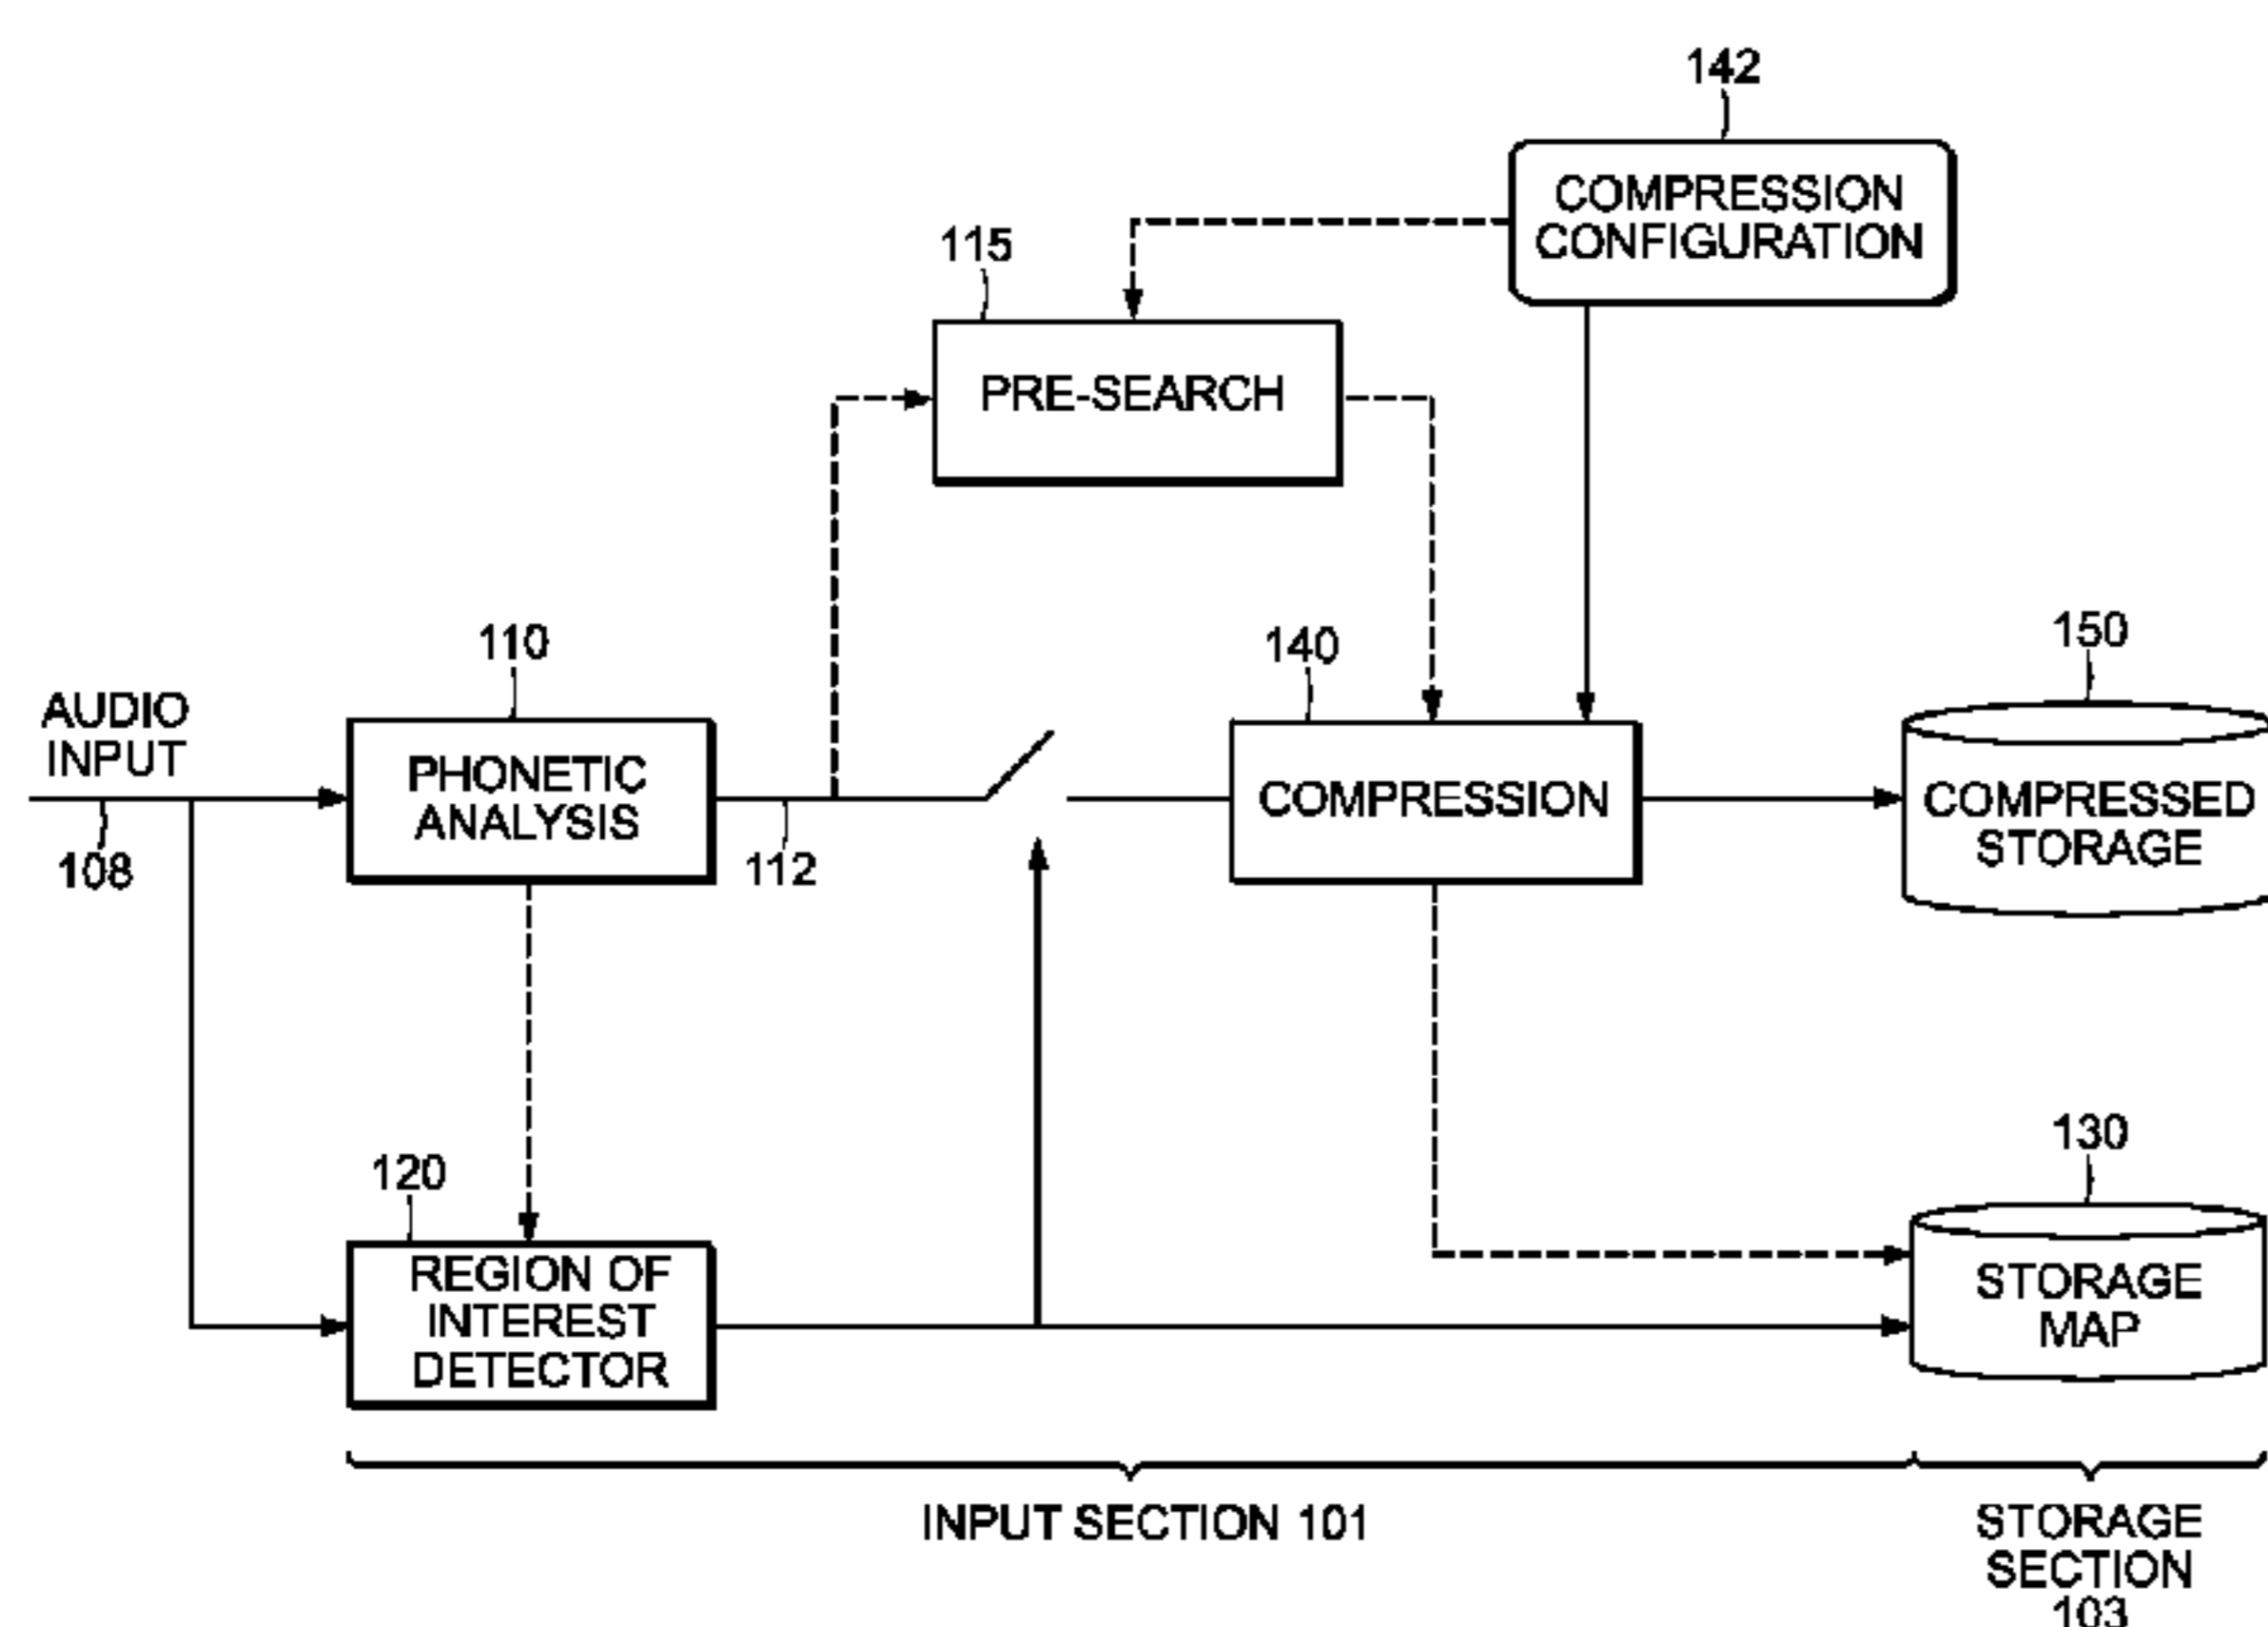 142
COMPRESSION
CONFIGURATION
115
PRE-SEARCH
110
140
150
AUDIO
INPUT
PHONETIC
ANALYSIS
COMPRESSION
COMPRESSED
STORAGE
108
112
120
130
REGION OF
INTEREST
DETECTOR
STORAGE
MAP
INPUT SECTION 101
STORAGE
SECTION
103